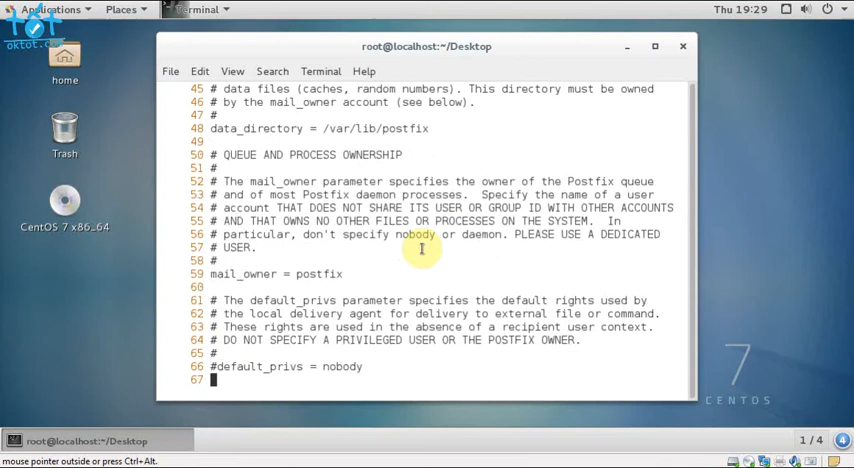 Applications
Places
Terminal
Thu 19:29
oktot.com
home
Trash
CentOS 7 x86_64
root@localhost:~/Desktop
File Edit View Search Terminal Help
45 # data files (caches, random numbers). This directory must be owned
46 # by the mail_owner account (see below).
47 #
48 data_directory = /var/lib/postfix
49
50 # QUEUE AND PROCESS OWNERSHIP
51 #
52 # The mail_owner parameter specifies the owner of the Postfix queue
53 # and of most Postfix daemon processes.  Specify the name of a user
54 # account THAT DOES NOT SHARE ITS USER OR GROUP ID WITH OTHER ACCOUNTS
55 # AND THAT OWNS NO OTHER FILES OR PROCESSES ON THE SYSTEM.  In
56 # particular, don't specify nobody or daemon. PLEASE USE A DEDICATED
57 # USER.
58 #
59 mail_owner = postfix
60
61 # The default_privs parameter specifies the default rights used by
62 # the local delivery agent for delivery to external file or command.
63 # These rights are used in the absence of a recipient user context.
64 # DO NOT SPECIFY A PRIVILEGED USER OR THE POSTFIX OWNER.
65 #
66 #default_privs = nobody
67
7
CENTOS
root@localhost:~/Desktop
1 / 4
4
mouse pointer outside or press Ctrl+Alt.